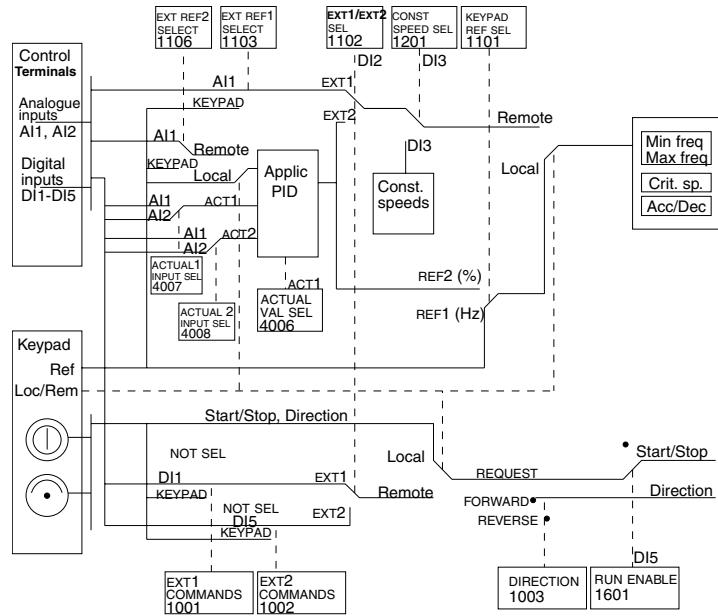 EXT REF2
SELECT
1106
EXT REF1
SELECT
1103
EXT1/EXT2
SEL
1102
CONST
SPEED SEL
1201
KEYPAD
REF SEL
1101
Control
Terminals
Analogue
inputs
AI1, AI2
Digital
inputs
DI1-DI5
DI2
DI3
AI1
EXT1
KEYPAD
EXT2
Remote
AI1
Remote
KEYPAD
Local
DI3
Local
Min freq
Max freq
Crit. sp.
Acc/Dec
Applic
PID
Const.
speeds
AI1
ACT1
AI2
AI1
ACT2
AI2
ACTUAL1
INPUT SEL
4007
ACTUAL 2
INPUT SEL
4008
ACT1
ACTUAL
VAL SEL
4006
REF2 (%)
REF1 (Hz)
Keypad
Ref
Loc/Rem
Start/Stop, Direction
NOT SEL
Local
Start/Stop
DI1
EXT1
REQUEST
KEYPAD
Remote
Direction
NOT SEL
FORWARD
DI5
EXT2
REVERSE
KEYPAD
DI5
EXT1
COMMANDS
1001
EXT2
COMMANDS
1002
DIRECTION
1003
RUN ENABLE
1601